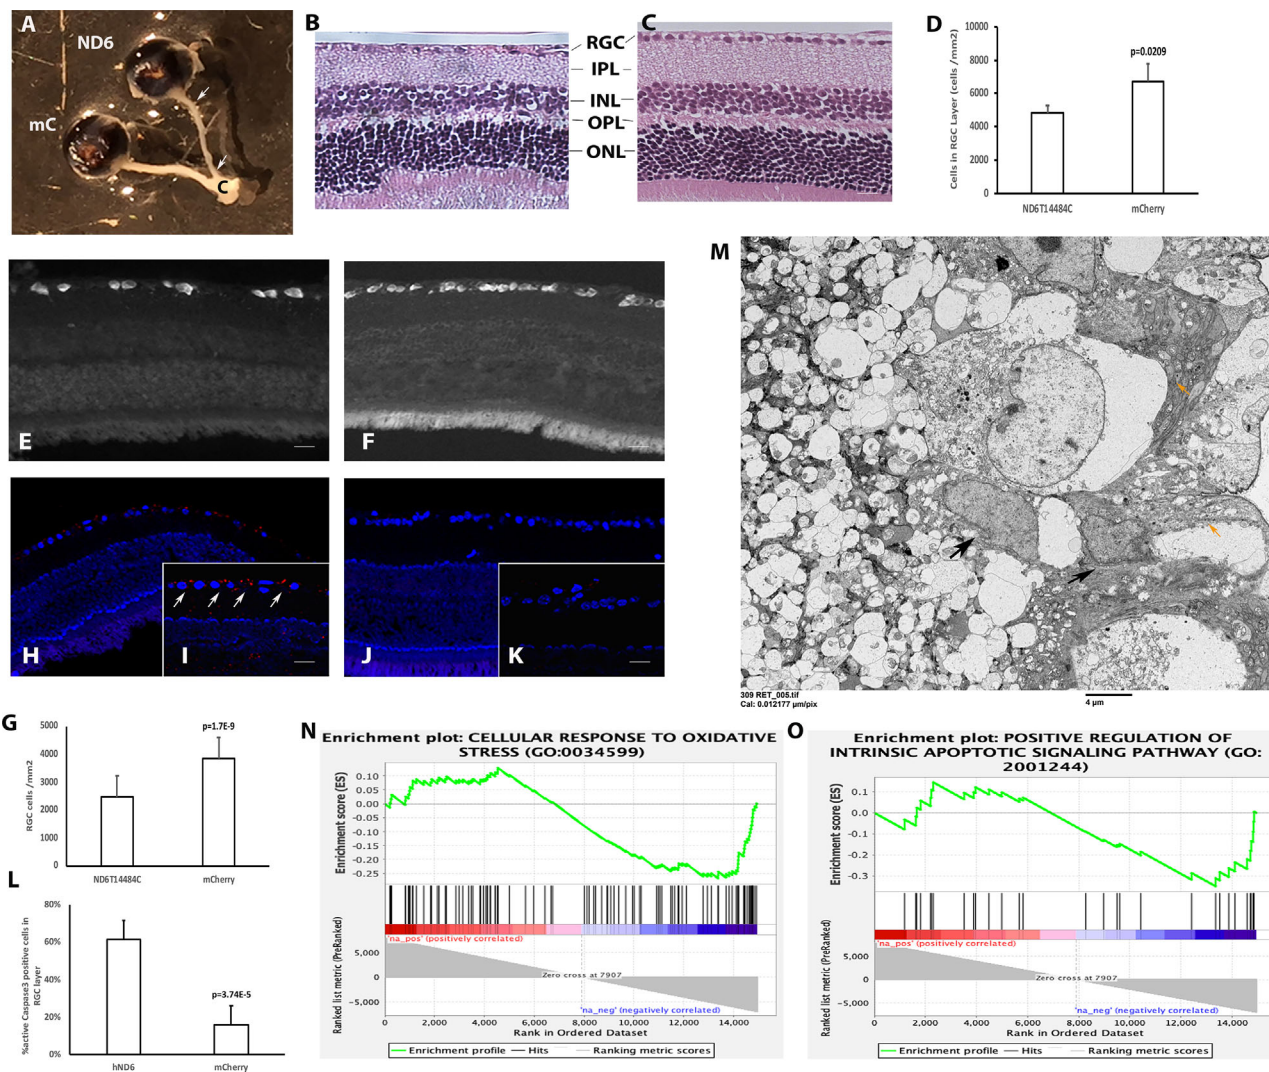 A
ND6
mC
C
B
C
RGC
IPL
INL
OPL
ONL
D
Cells in RGC Layer (cells /mm2)
10000
8000
6000
4000
2000
0
p=0.0209
ND6T14484C
mCherry
E
F
H
I
J
K
M
309 RET_005.tif
Cal: 0.012177 µm/pix
4 µm
G
RGC cells /mm2
5000
4000
3000
2000
1000
0
p=1.7E-9
ND6T14484C
mCherry
L
%active Caspase3 positive cells in
RGC layer
80%
60%
40%
20%
0%
p=3.74E-5
hND6
mCherry
N
Enrichment plot: CELLULAR RESPONSE TO OXIDATIVE
STRESS (GO:0034599)
Enrichment score (ES)
0.10
0.05
0.00
-0.05
-0.10
-0.15
-0.20
-0.25
'na_pos' (positively correlated)
Ranked list metric (PreRanked)
5,000
0
-5,000
Zero cross at 7907
'na_neg' (negatively correlated)
0
2,000
4,000
6,000
8,000
10,000
12,000
14,000
Rank in Ordered Dataset
Enrichment profile
Hits
Ranking metric scores
O
Enrichment plot: POSITIVE REGULATION OF
INTRINSIC APOPTOTIC SIGNALING PATHWAY (GO:
2001244)
Enrichment score (ES)
0.1
0.0
-0.1
-0.2
-0.3
'na_pos' (positively correlated)
Ranked list metric (PreRanked)
5,000
0
-5,000
Zero cross at 7907
'na_neg' (negatively correlated)
0
2,000
4,000
6,000
8,000
10,000
12,000
14,000
Rank in Ordered Dataset
Enrichment profile
Hits
Ranking metric scores